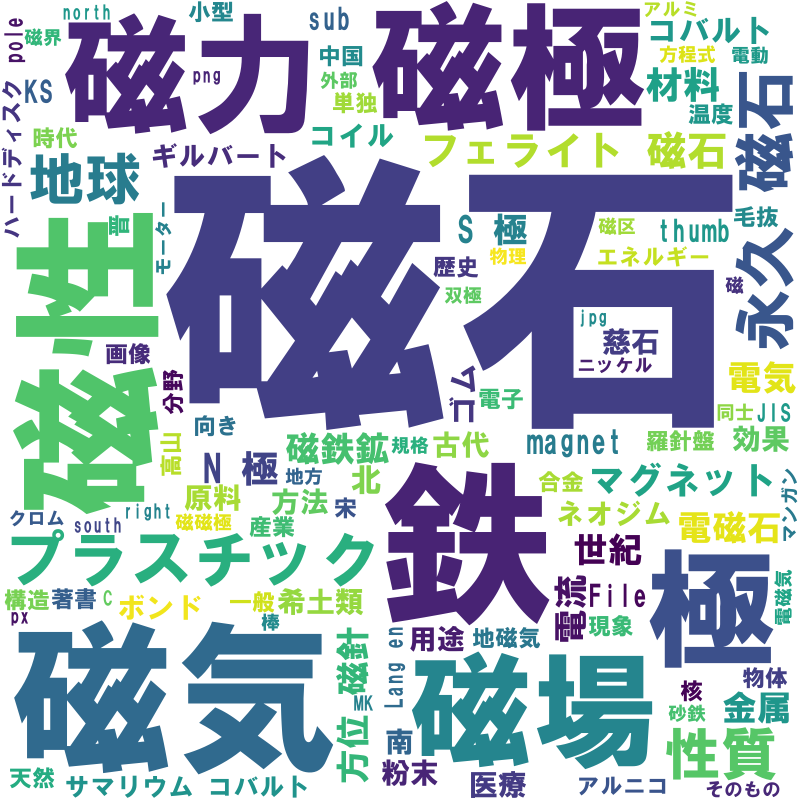 north
小型
sub
アルミ
コバルト
pole
磁界
磁力
png
磁極
中国
外部
単独
方程式
電動
材料
温度
KS
ハードディスク
時代
コイル
ギルバート
フェライト
磁石
磁石
地球
晋
モーター
磁性
磁石
S 極
磁区
thumb
毛抜
永久
歴史
物理
エネルギー
双極
磁
jpg
慈石
ニッケル
画像
分野
ゴム
電子
電気
同士
JIS
向き
高山
磁鉄鉱
規格
古代
magnet
羅針盤
効果
N 極
地方
北
鉄
合金
マグネット
マンガン
原料
方法
宋
クロム
south
right
磁磁極
産業
ネオジム
電磁石
プラスチック
世紀
極
構造
著書
C
ボンド
一般
希土類
電流
File
電磁気
px
棒
磁気
磁針
用途
地磁気
現象
Lang en
磁場
物体
核
MK
砂鉄
金属
方位
南
性質
天然
サマリウム
コバルト
粉末
医療
アルニコ
そのもの